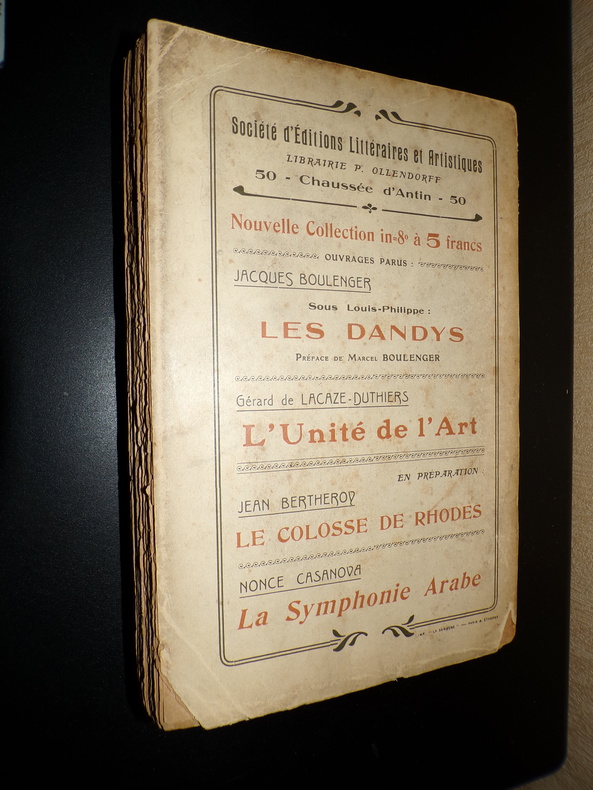 Société d'Éditions Littéraires et Artistiques
LIBRAIRIE P. OLLENDORFF
50 - Chaussée d'Antin - 50
Nouvelle Collection in-8º à 5 francs
OUVRAGES PARUS :
JACQUES BOULENGER
Sous Louis-Philippe :
LES DANDYS
PRÉFACE DE MARCEL BOULENGER
Gérard de LACAZE-DUTHIERS
L'Unité de l'Art
EN PRÉPARATION
JEAN BERTHEROY
LE COLOSSE DE RHODES
NONCE CASANOVA
La Symphonie Arabe